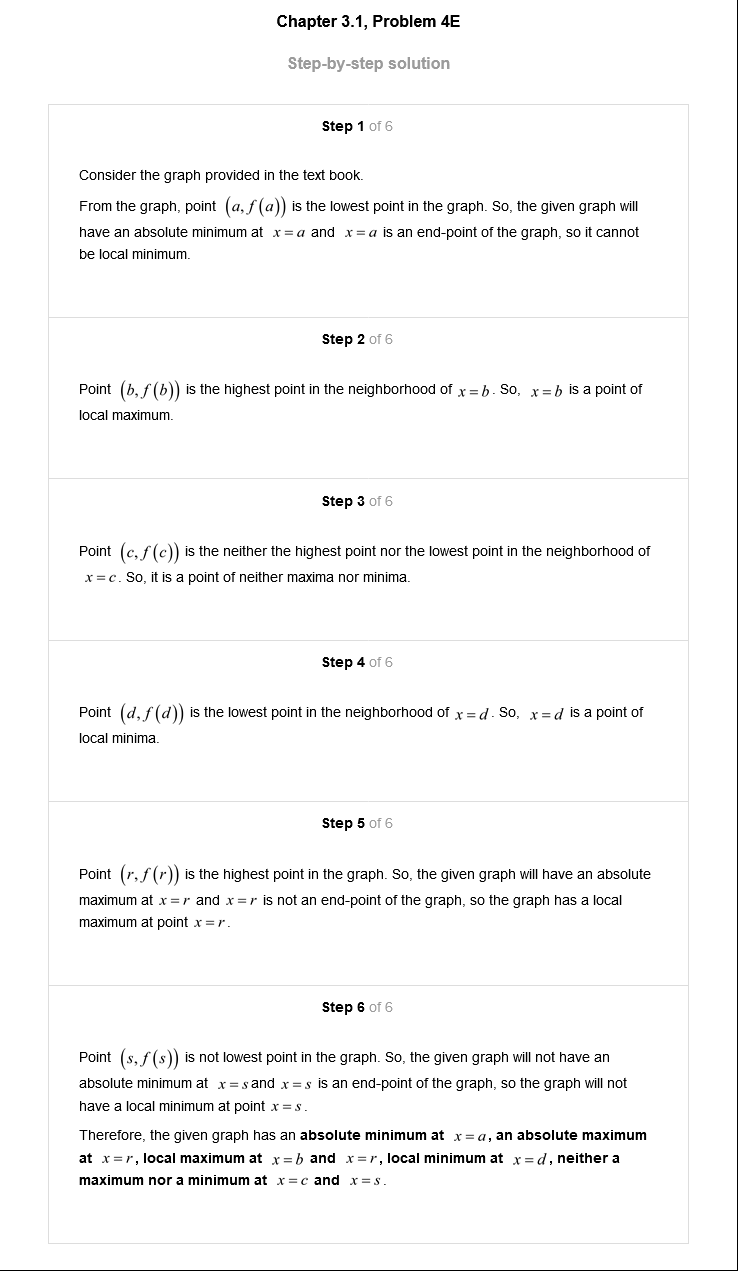 Chapter 3.1, Problem 4E
Step-by-step solution
Step 1 of 6
Consider the graph provided in the text book.
From the graph, point (a, f(a)) is the lowest point in the graph. So, the given graph will
have an absolute minimum at x = a and x = a is an end-point of the graph, so it cannot
be local minimum.
Step 2 of 6
Point (b, f(b)) is the highest point in the neighborhood of x = b. So, x = b is a point of
local maximum.
Step 3 of 6
Point (c, f(c)) is the neither the highest point nor the lowest point in the neighborhood of
x = c. So, it is a point of neither maxima nor minima.
Step 4 of 6
Point (d, f(d)) is the lowest point in the neighborhood of x = d. So, x = d is a point of
local minima.
Step 5 of 6
Point (r, f(r)) is the highest point in the graph. So, the given graph will have an absolute
maximum at x = r and x = r is not an end-point of the graph, so the graph has a local
maximum at point x = r.
Step 6 of 6
Point (s, f(s)) is not lowest point in the graph. So, the given graph will not have an
absolute minimum at x = s and x = s is an end-point of the graph, so the graph will not
have a local minimum at point x = s.
Therefore, the given graph has an absolute minimum at x = a, an absolute maximum
at x = r, local maximum at x = b and x = r, local minimum at x = d, neither a
maximum nor a minimum at x = c and x = s.